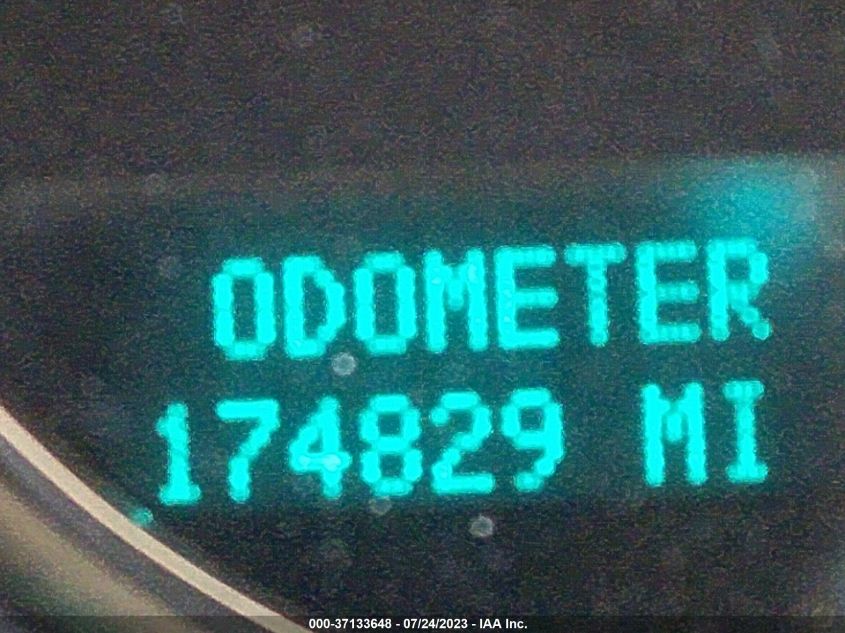 ODOMETER
174829 MI
000-37133648 - 07/24/2023 - IAA Inc.